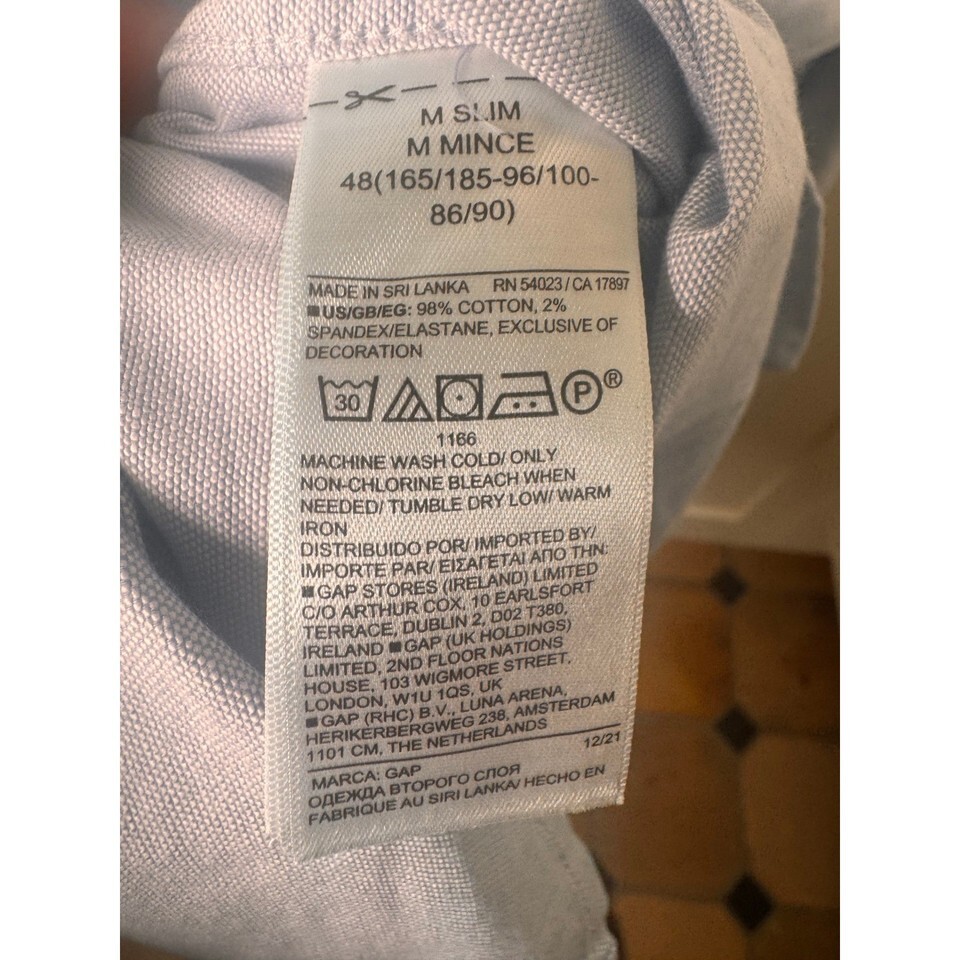 M SLIM
M MINCE
48(165/185-96/100-
86/90)
MADE IN SRI LANKA RN 54023 / CA 17897
■US/GB/EG: 98% COTTON, 2%
SPANDEX/ELASTANE, EXCLUSIVE OF
DECORATION
30 P®
1166
MACHINE WASH COLD/ ONLY
NON-CHLORINE BLEACH WHEN
NEEDED/ TUMBLE DRY LOW/ WARM
IRON
DISTRIBUIDO POR/ IMPORTED BY/
IMPORTE PAR/ ΕΙΣΑΓΕΤΑΙ ΑΠΟ ΤΗΝ:
■GAP STORES (IRELAND) LIMITED
C/O ARTHUR COX, 10 EARLSFORT
TERRACE, DUBLIN 2, D02 T380,
IRELAND ■GAP (UK HOLDINGS)
LIMITED, 2ND FLOOR NATIONS
HOUSE, 103 WIGMORE STREET,
LONDON, W1U 1QS, UK
■GAP (RHC) B.V., LUNA ARENA,
HERIKERBERGWEG 238, AMSTERDAM
1101 CM, THE NETHERLANDS
12/21
MARCA: GAP
ОДЕЖДА ВТОРОГО СЛОЯ
FABRIQUE AU SIRI LANKA/ HECHO EN